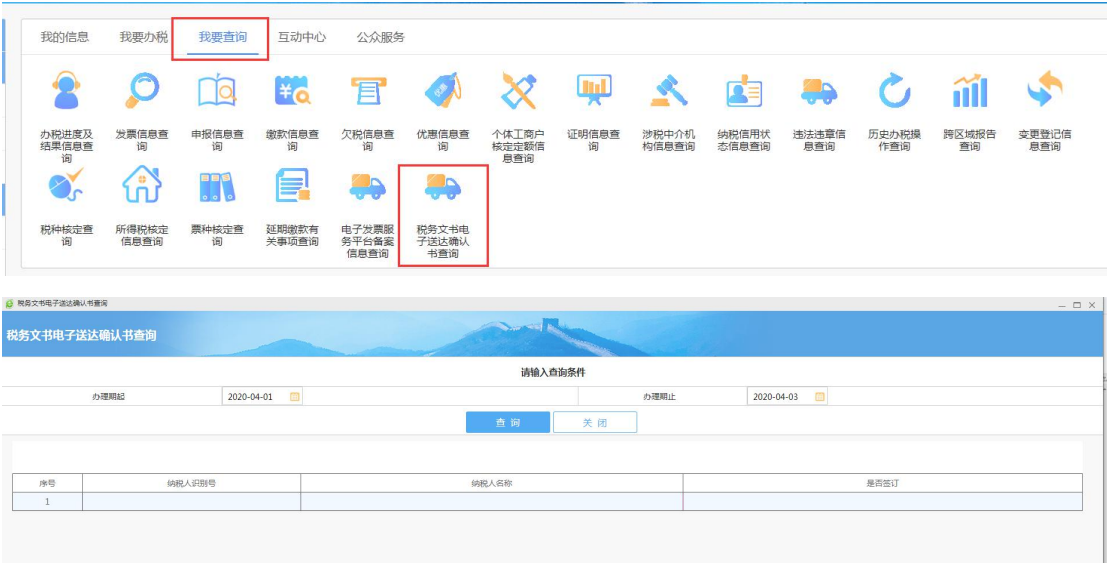 我的信息 我要办税 我要查询 互动中心 公众服务
优惠
办税进度及 发票信息查 申报信息查 缴款信息查 欠税信息查 优惠信息查 个体工商户 证明信息查 涉税中介机 纳税信用状 违法违章信 历史办税操 跨区域报告 变更登记信
结果信息查 询 询 询 询 询 核定定额信 询 构信息查询 态信息查询 息查询 作查询 查询 息查询
询 息查询
税种核定查 所得税核定 票种核定查 延期缴款有 电子发票服 税务文书电
询 信息查询 询 关事项查询 务平台备案 子送达确认
信息查询 书查询
税务文书电子送达确认书查询
税务文书电子送达确认书查询
请输入查询条件
办理期起 2020-04-01 办理期止 2020-04-03
查 询 关 闭
序号 纳税人识别号 纳税人名称 是否签订
1